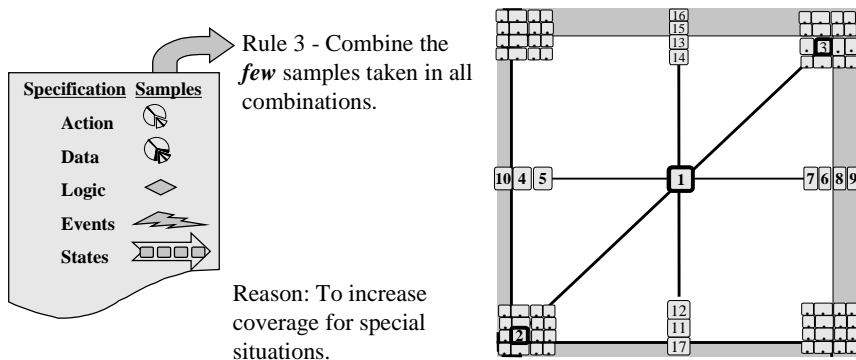 Rule 3 - Combine the
few samples taken in all
combinations.
Specification Samples
Action
Data
Logic
Events
States
Reason: To increase
coverage for special
situations.
16
15
13
14
3
10 4 5
1
7 6 8 9
2
12
11
17